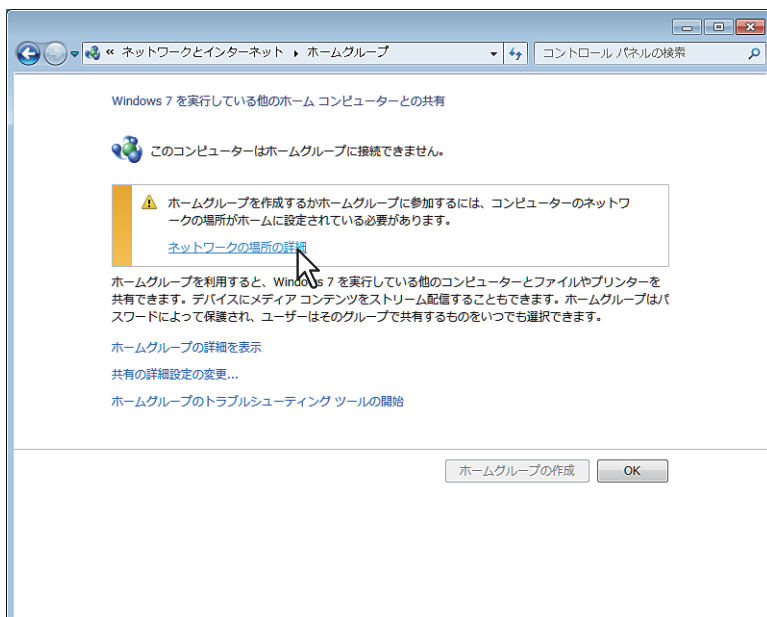 « ネットワークとインターネット ▸ ホームグループ
コントロール パネルの検索
Windows 7 を実行している他のホーム コンピューターとの共有
このコンピューターはホームグループに接続できません。
ホームグループを作成するかホームグループに参加するには、コンピューターのネットワ
ークの場所がホームに設定されている必要があります。
ネットワークの場所の詳細
ホームグループを利用すると、Windows 7 を実行している他のコンピューターとファイルやプリンターを
共有できます。デバイスにメディア コンテンツをストリーム配信することもできます。ホームグループはパ
スワードによって保護され、ユーザーはそのグループで共有するものをいつでも選択できます。
ホームグループの詳細を表示
共有の詳細設定の変更...
ホームグループのトラブルシューティング ツールの開始
ホームグループの作成
OK